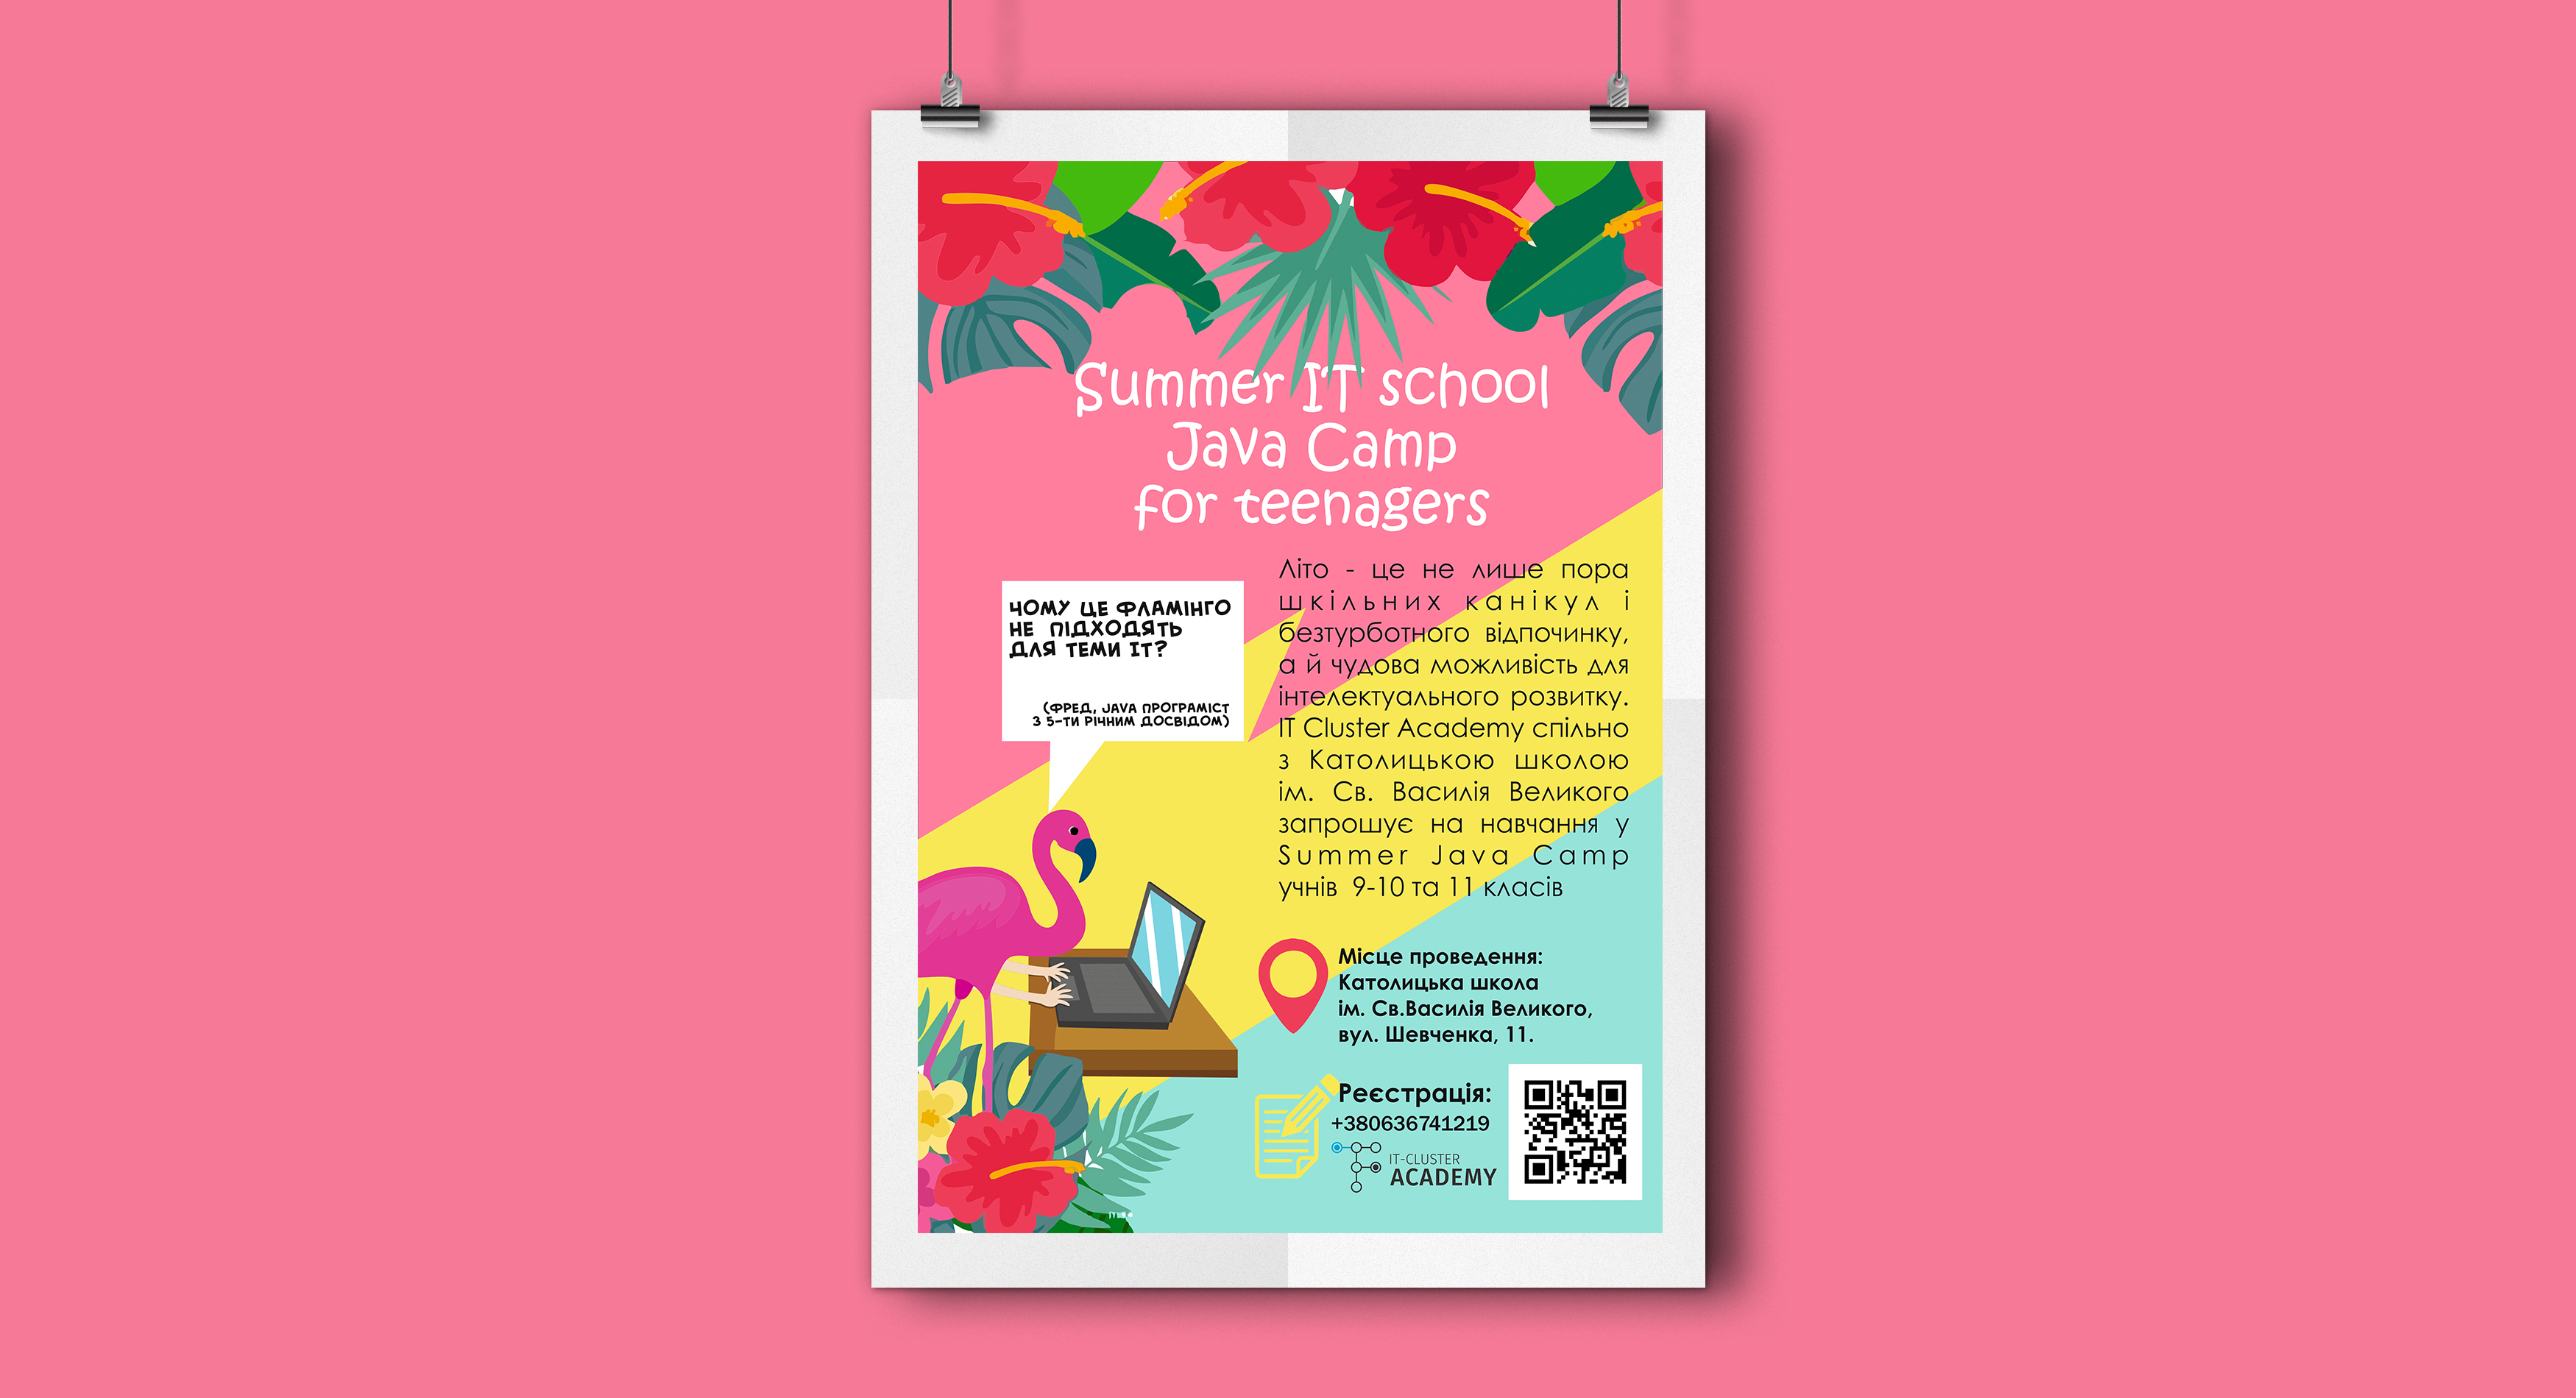 Summer IT school
Java Camp
for teenagers
ЧОМУ ЦЕ ФЛАМІНГО
НЕ ПІДХОДЯТЬ
ДЛЯ ТЕМИ ІТ?
(ФРЕД, JAVA ПРОГРАМІСТ
З 5-ТИ РІЧНИМ ДОСВІДОМ)
Літо - це не лише пора
шкільних канікул і
безтурботного відпочинку,
а й чудова можливість для
інтелектуального розвитку.
IT Cluster Academy спільно
з Католицькою школою
ім. Св. Василія Великого
запрошує на навчання у
Summer Java Camp
учнів 9-10 та 11 класів
Місце проведення:
Католицька школа
ім. Св.Василія Великого,
вул. Шевченка, 11.
Реєстрація:
+380636741219
IT-CLUSTER
ACADEMY